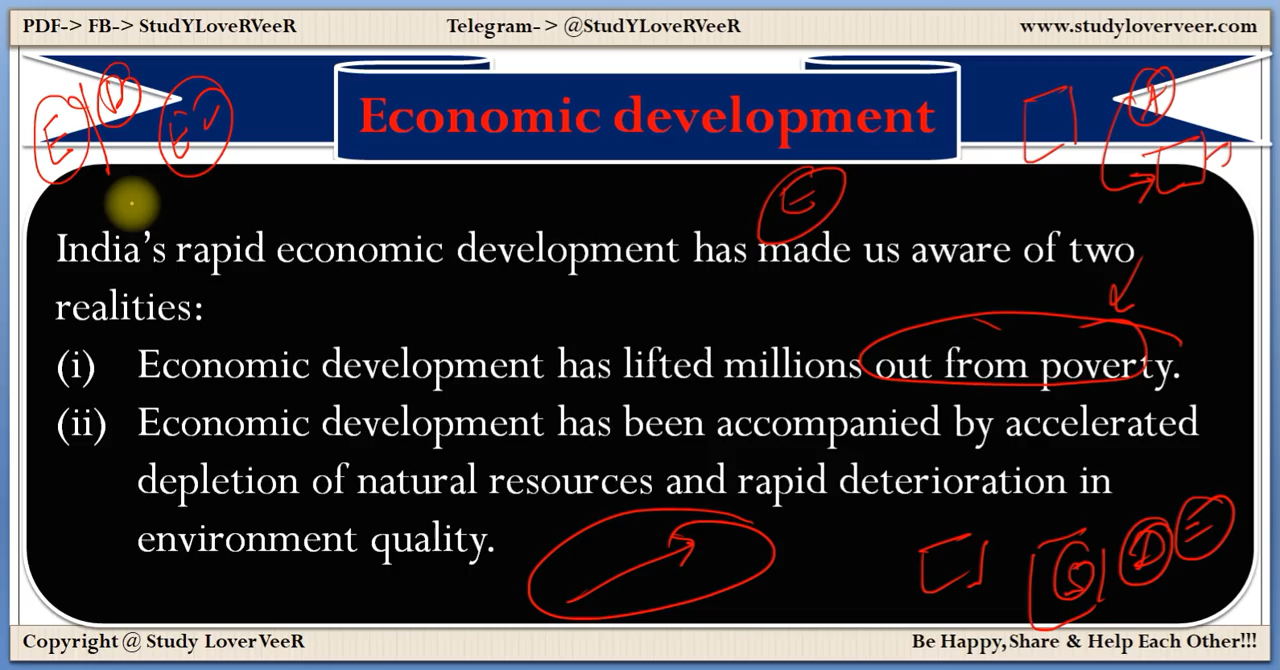 PDF-> FB-> StudYLoveRVeeR Telegram-> @StudYLoveRVeeR www.studyloverveer.com
Economic development
India's rapid economic development has made us aware of two
realities:
(i) Economic development has lifted millions out from poverty.
(ii) Economic development has been accompanied by accelerated
depletion of natural resources and rapid deterioration in
environment quality.
Copyright @ Study LoverVeeR Be Happy,Share & Help Each Other!!!